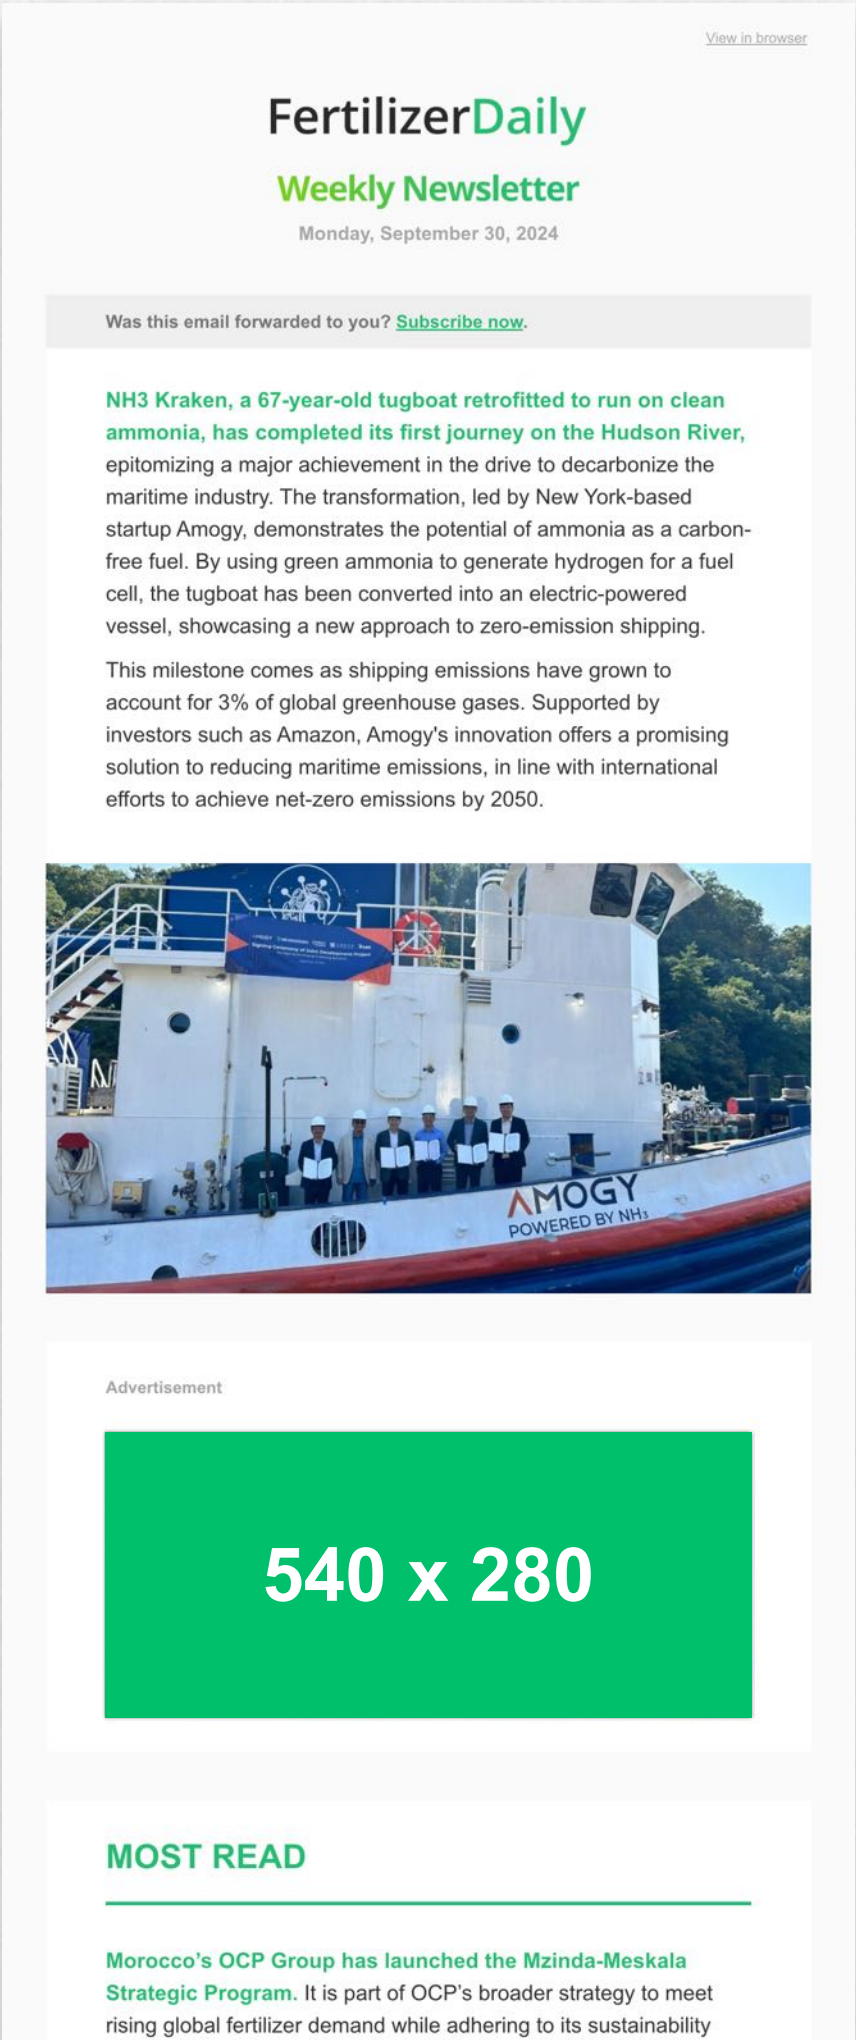 View in browser
FertilizerDaily
Weekly Newsletter
Monday, September 30, 2024
Was this email forwarded to you? Subscribe now.
NH3 Kraken, a 67-year-old tugboat retrofitted to run on clean
ammonia, has completed its first journey on the Hudson River,
epitomizing a major achievement in the drive to decarbonize the
maritime industry. The transformation, led by New York-based
startup Amogy, demonstrates the potential of ammonia as a carbon-
free fuel. By using green ammonia to generate hydrogen for a fuel
cell, the tugboat has been converted into an electric-powered
vessel, showcasing a new approach to zero-emission shipping.
This milestone comes as shipping emissions have grown to
account for 3% of global greenhouse gases. Supported by
investors such as Amazon, Amogy's innovation offers a promising
solution to reducing maritime emissions, in line with international
efforts to achieve net-zero emissions by 2050.
AMOGY
Signing Ceremony of Joint Development Project
AMOGY
POWERED BY NH₃
Advertisement
540 x 280
MOST READ
Morocco’s OCP Group has launched the Mzinda-Meskala
Strategic Program. It is part of OCP’s broader strategy to meet
rising global fertilizer demand while adhering to its sustainability